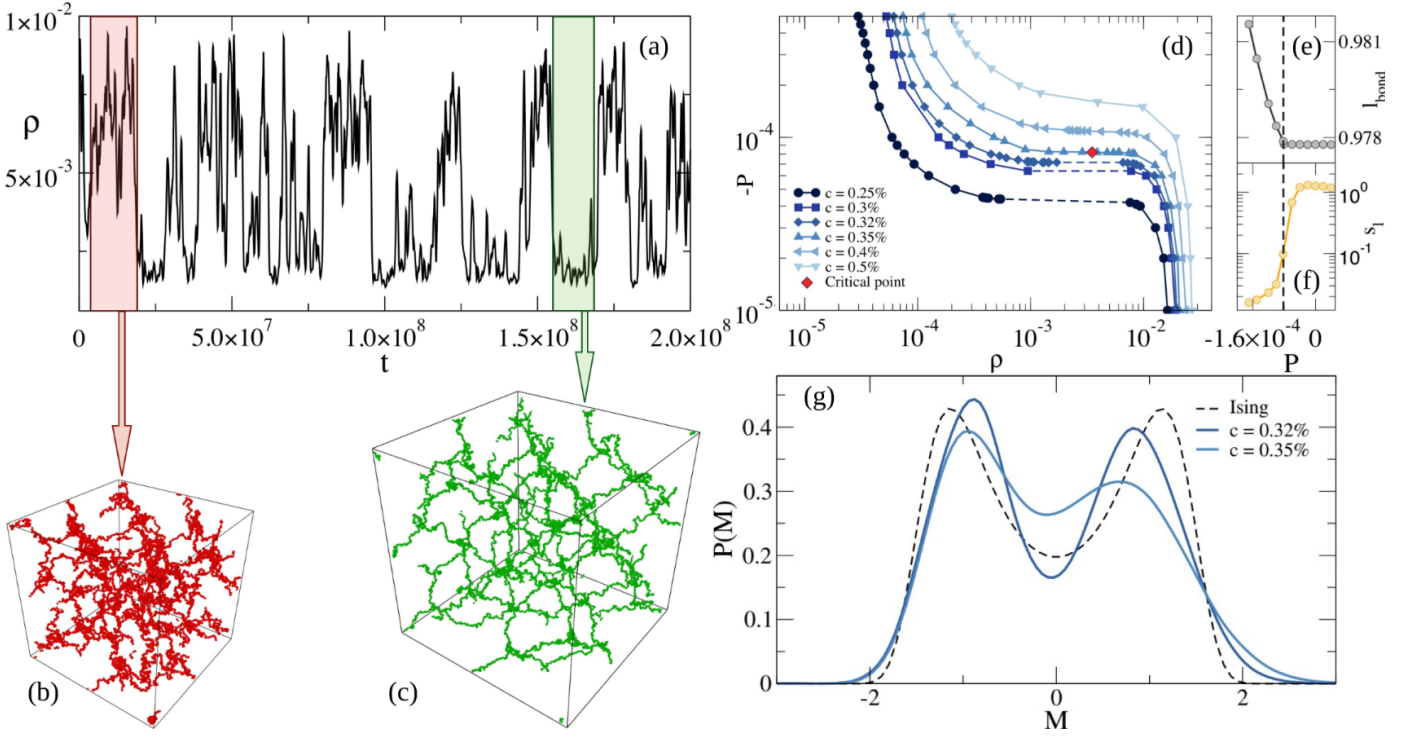 1×10⁻²
(a)
ρ
5×10⁻³
0
5.0×10⁷
1.0×10⁸
1.5×10⁸
2.0×10⁸
t
(b)
(c)
(d)
-P
10⁻⁴
10⁻⁵
c = 0.25%
c = 0.3%
c = 0.32%
c = 0.35%
c = 0.4%
c = 0.5%
Critical point
10⁻⁵
10⁻⁴
10⁻³
10⁻²
ρ
(e)
0.981
l_bond
0.978
10⁰
10⁻¹
s_l
(f)
-1.6×10⁻⁴
0
P
(g)
Ising
c = 0.32%
c = 0.35%
P(M)
0.4
0.3
0.2
0.1
0
-2
0
2
M